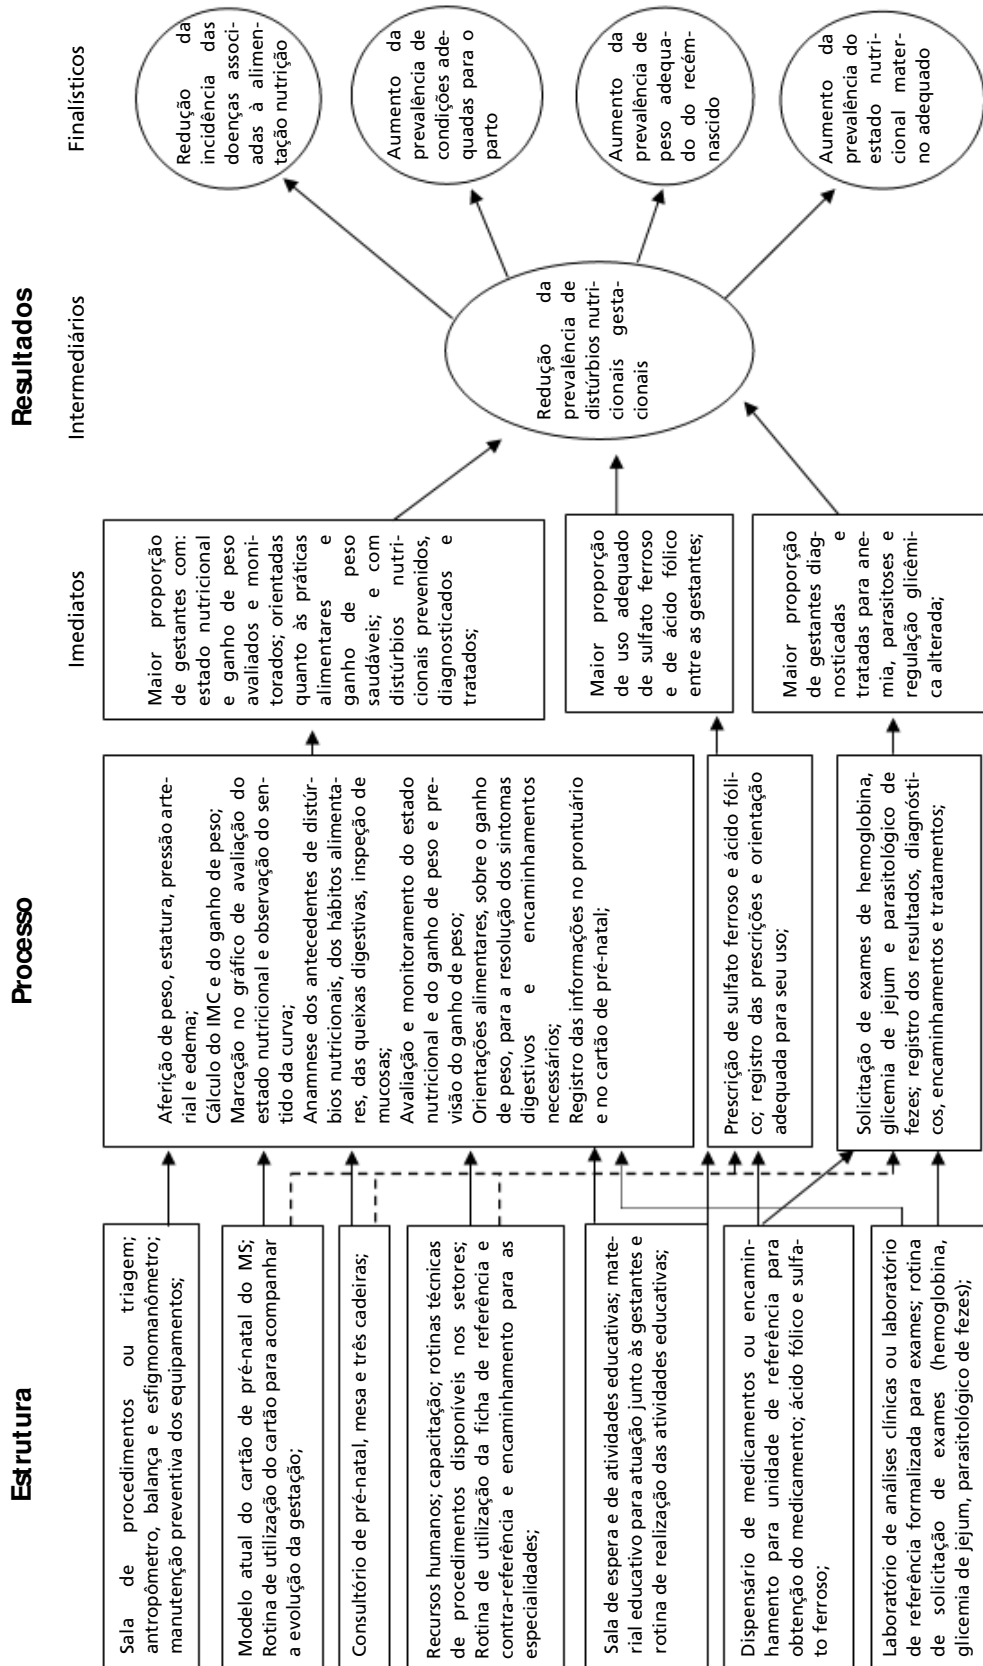 Estrutura
Processo
Resultados
Imediatos
Intermediários
Finalísticos
Sala de procedimentos ou triagem;
antropômetro, balança e esfigmomanômetro;
manutenção preventiva dos equipamentos;
Modelo atual do cartão de pré-natal do MS;
Rotina de utilização do cartão para acompanhar
a evolução da gestação;
Consultório de pré-natal, mesa e três cadeiras;
Recursos humanos; capacitação; rotinas técnicas
de procedimentos disponíveis nos setores;
Rotina de utilização da ficha de referência e
contra-referência e encaminhamento para as
especialidades;
Sala de espera e de atividades educativas; mate-
rial educativo para atuação junto às gestantes e
rotina de realização das atividades educativas;
Dispensário de medicamentos ou encamin-
hamento para unidade de referência para
obtenção do medicamento; ácido fólico e sulfa-
to ferroso;
Laboratório de análises clínicas ou laboratório
de referência formalizada para exames; rotina
de solicitação de exames (hemoglobina,
glicemia de jejum, parasitológico de fezes);
Aferição de peso, estatura, pressão arte-
rial e edema;
Cálculo do IMC e do ganho de peso;
Marcação no gráfico de avaliação do
estado nutricional e observação do sen-
tido da curva;
Anamnese dos antecedentes de distúr-
bios nutricionais, dos hábitos alimenta-
res, das queixas digestivas, inspeção de
mucosas;
Avaliação e monitoramento do estado
nutricional e do ganho de peso e pre-
visão do ganho de peso;
Orientações alimentares, sobre o ganho
de peso, para a resolução dos sintomas
digestivos e encaminhamentos
necessários;
Registro das informações no prontuário
e no cartão de pré-natal;
Prescrição de sulfato ferroso e ácido fóli-
co; registro das prescrições e orientação
adequada para seu uso;
Solicitação de exames de hemoglobina,
glicemia de jejum e parasitológico de
fezes; registro dos resultados, diagnósti-
cos, encaminhamentos e tratamentos;
Maior proporção
de gestantes com:
estado nutricional
e ganho de peso
avaliados e moni-
torados; orientadas
quanto às práticas
alimentares e
ganho de peso
saudáveis; e com
distúrbios nutri-
cionais prevenidos,
diagnosticados e
tratados;
Maior proporção
de uso adequado
de sulfato ferroso
e de ácido fólico
entre as gestantes;
Maior proporção
de gestantes diag-
nosticadas e
tratadas para ane-
mia, parasitoses e
regulação glicêmi-
ca alterada;
Redução da
prevalência de
distúrbios nutri-
cionais gesta-
cionais
Redução da
incidência das
doenças associ-
adas à alimen-
tação nutrição
Aumento da
prevalência de
condições ade-
quadas para o
parto
Aumento da
prevalência de
peso adequa-
do do recém-
nascido
Aumento da
prevalência do
estado nutri-
cional mater-
no adequado